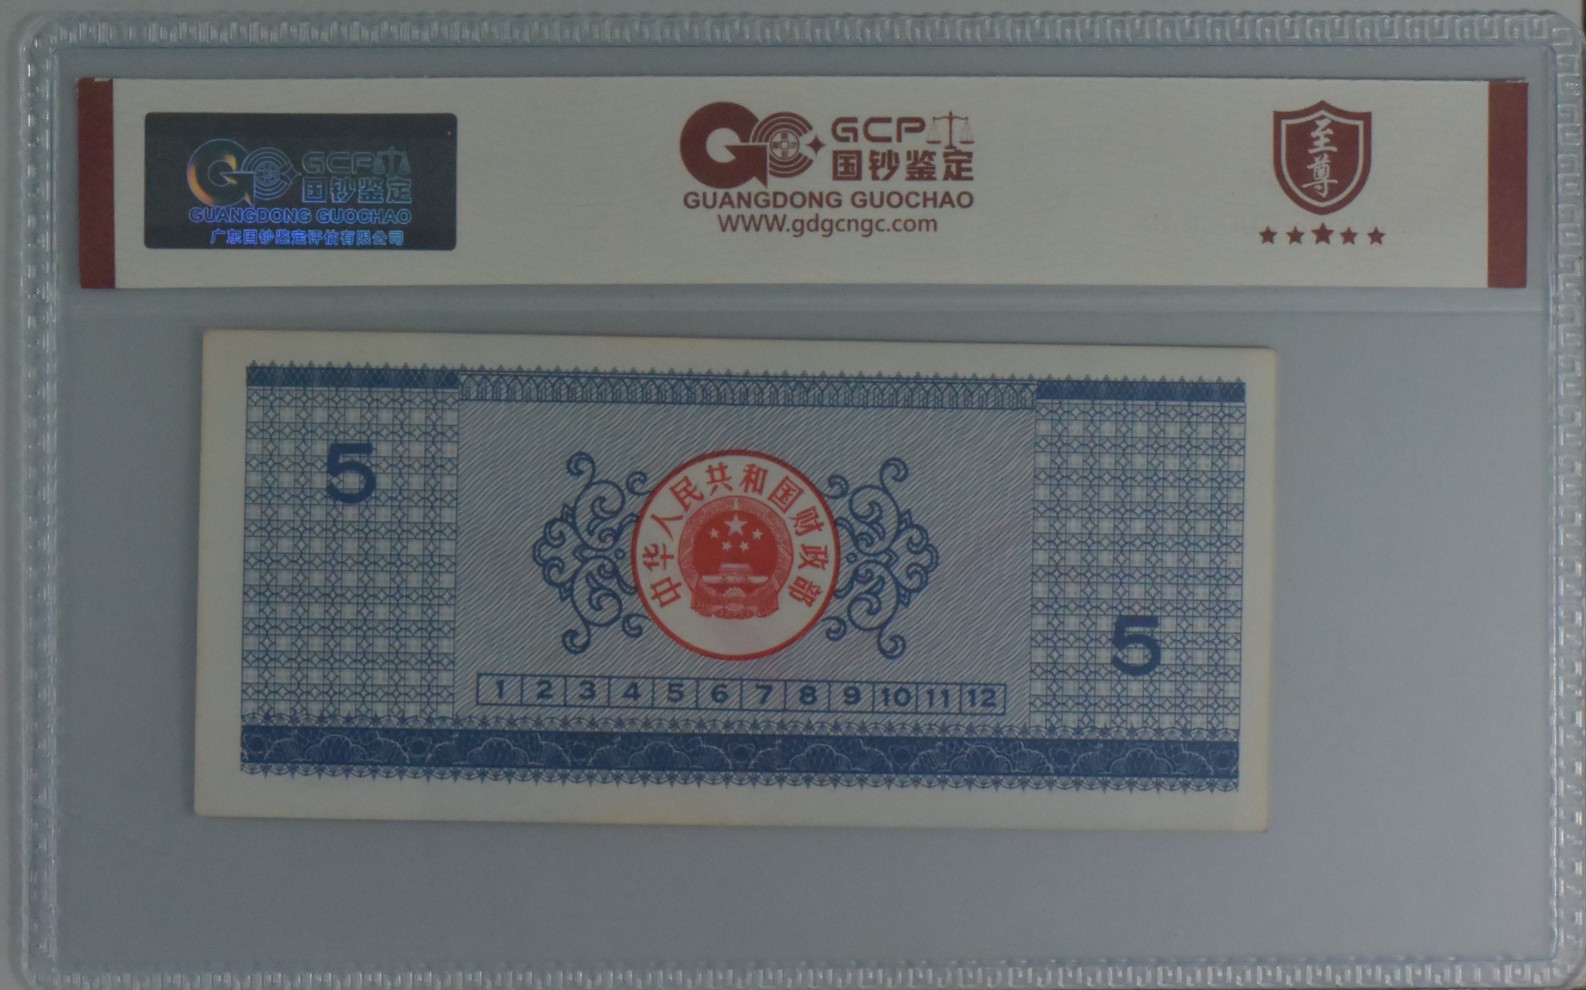 GCP
国钞鉴定
GUANGDONG GUOCHAO
广东国钞鉴定评估有限公司
GCP
国钞鉴定
GUANGDONG GUOCHAO
WWW.gdgcngc.com
至尊
5
中华人民共和国财政部
5
1 2 3 4 5 6 7 8 9 10 11 12